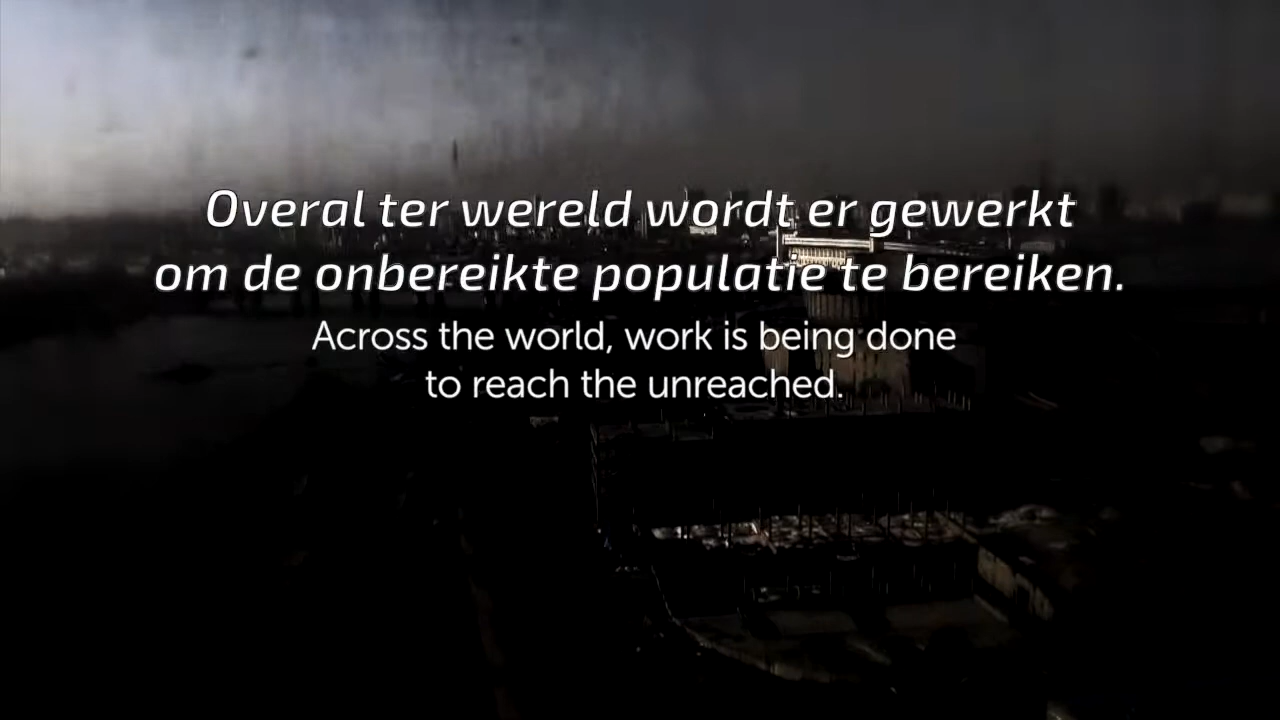 Overal ter wereld wordt er gewerkt
om de onbereikte populatie te bereiken.
Across the world, work is being done
to reach the unreached.